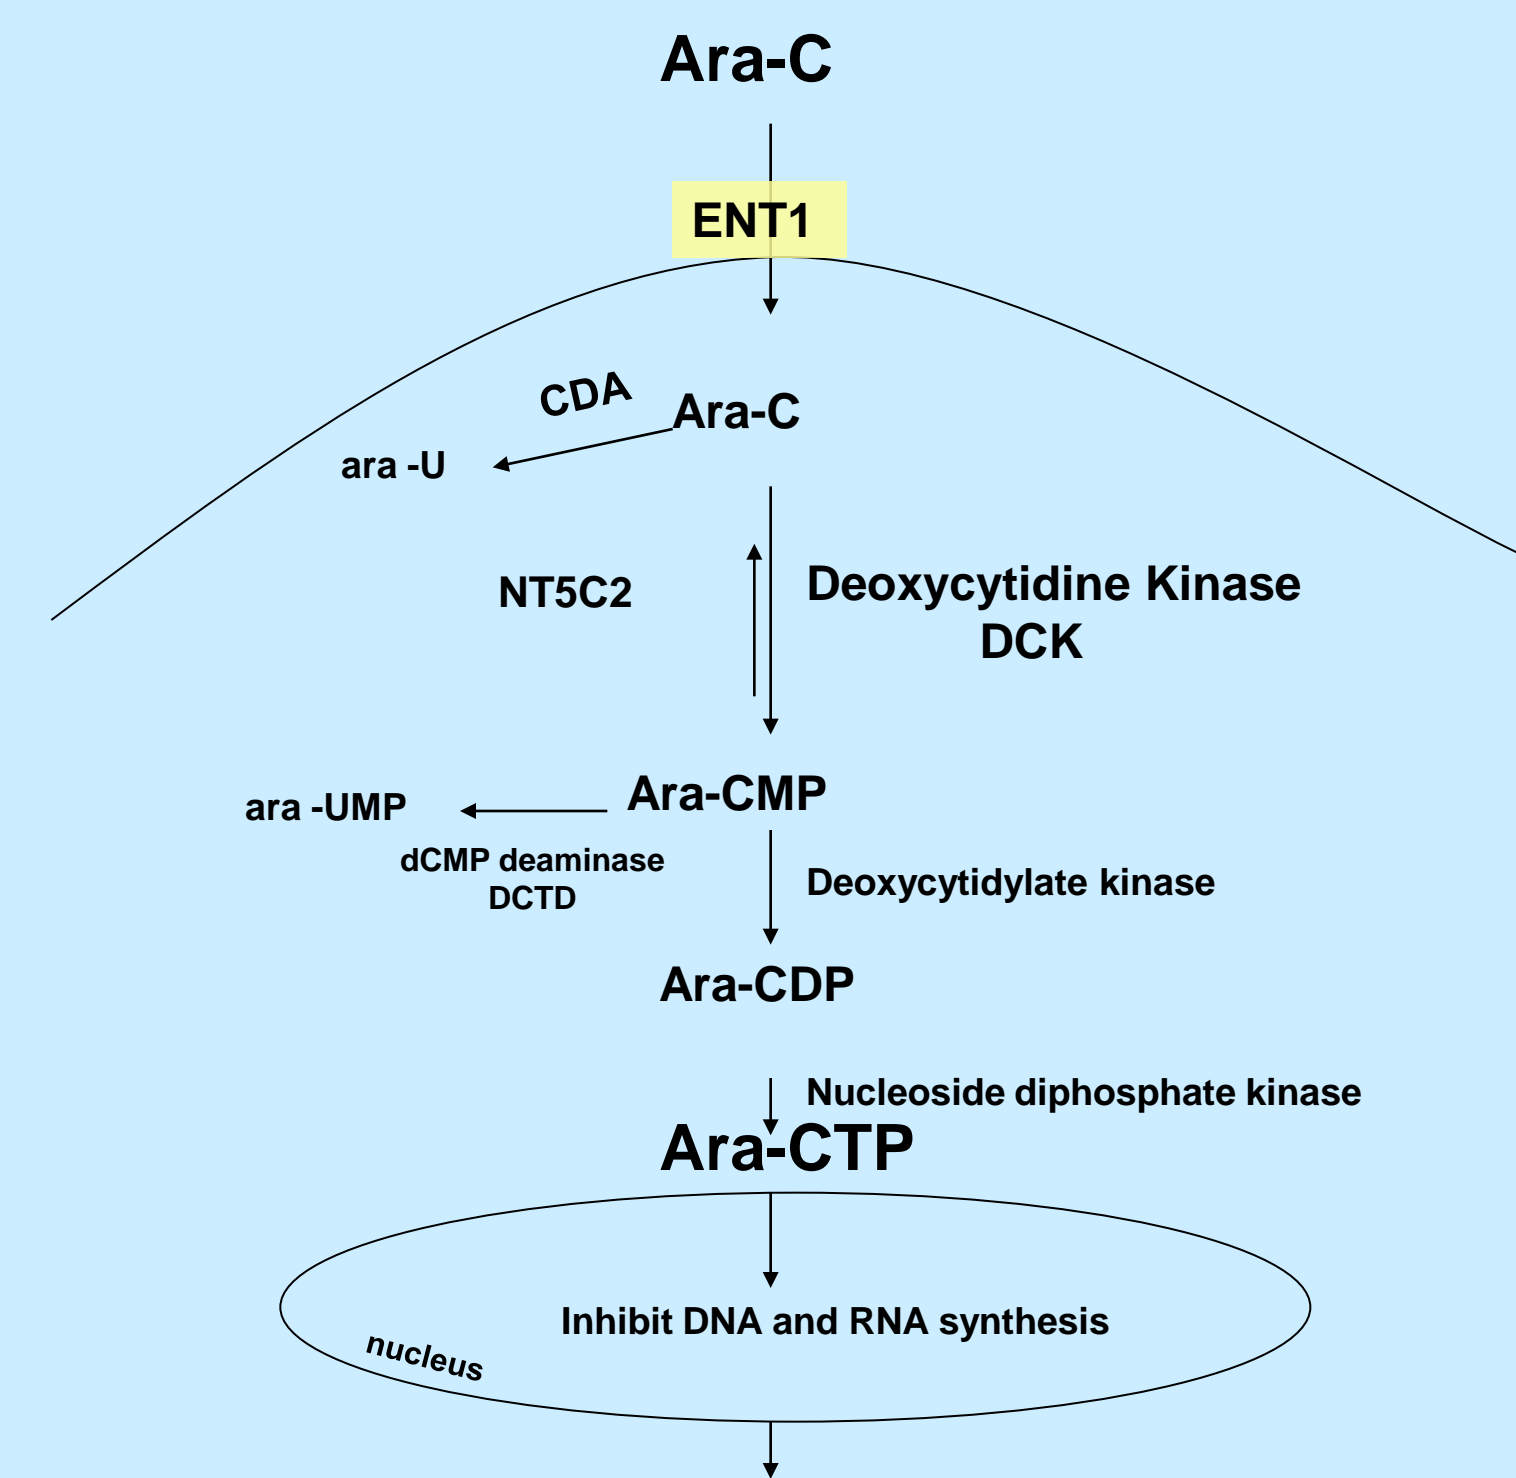 Ara-C
ENT1
CDA
Ara-C
ara -U
NT5C2
Deoxycytidine Kinase
DCK
Ara-CMP
ara -UMP
dCMP deaminase
DCTD
Deoxycytidylate kinase
Ara-CDP
Nucleoside diphosphate kinase
Ara-CTP
Inhibit DNA and RNA synthesis
nucleus